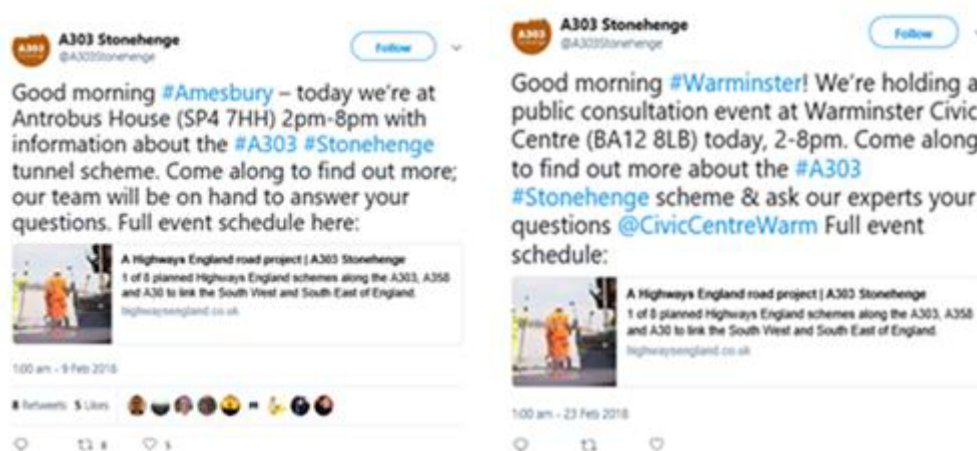 A303 Stonehenge
@A303Stonehenge
Follow
Good morning #Amesbury – today we're at
Antrobus House (SP4 7HH) 2pm-8pm with
information about the #A303 #Stonehenge
tunnel scheme. Come along to find out more;
our team will be on hand to answer your
questions. Full event schedule here:
A Highways England road project | A303 Stonehenge
1 of 8 planned Highways England schemes along the A303, A358
and A30 to link the South West and South East of England.
highwaysengland.co.uk
1:00 am - 9 Feb 2018
8 Retweets 5 Likes
8 5
A303 Stonehenge
@A303Stonehenge
Follow
Good morning #Warminster! We're holding a
public consultation event at Warminster Civic
Centre (BA12 8LB) today, 2-8pm. Come along
to find out more about the #A303
#Stonehenge scheme & ask our experts your
questions @CivicCentreWarm Full event
schedule:
A Highways England road project | A303 Stonehenge
1 of 8 planned Highways England schemes along the A303, A358
and A30 to link the South West and South East of England.
highwaysengland.co.uk
1:00 am - 23 Feb 2018